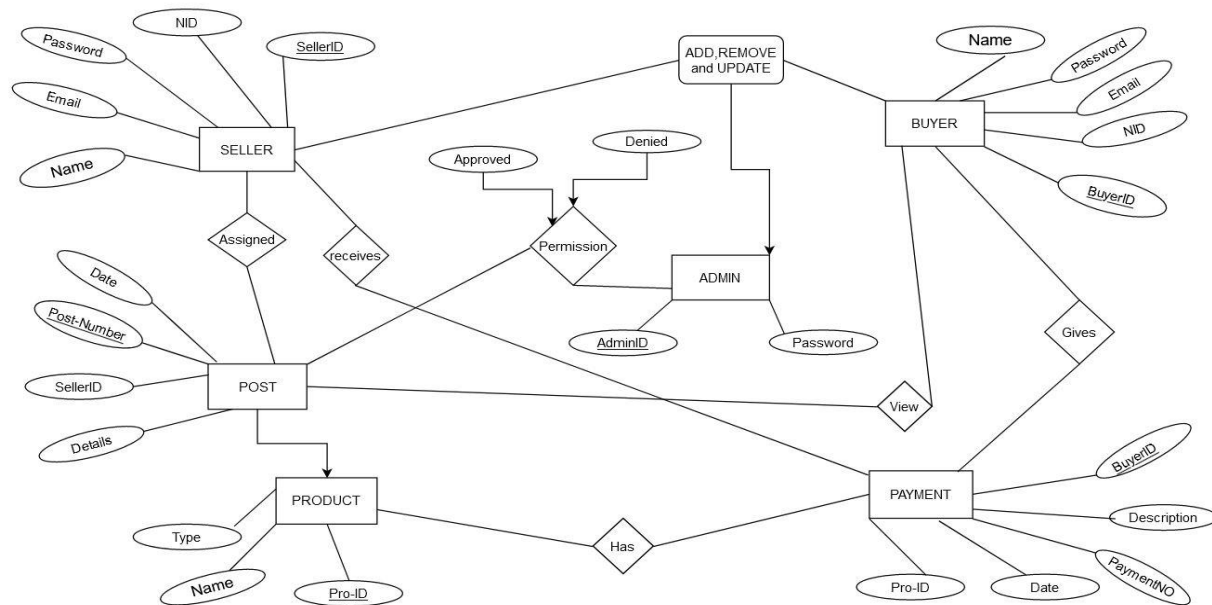 NID
Password
SellerID
Email
Name
SELLER
ADD,REMOVE
and UPDATE
Name
Password
Email
NID
BuyerID
BUYER
Approved
Denied
Assigned
receives
Permission
ADMIN
AdminID
Password
Date
Post-Number
SellerID
Details
POST
View
Gives
PRODUCT
Type
Name
Pro-ID
Has
PAYMENT
BuyerID
Description
PaymentNO
Pro-ID
Date